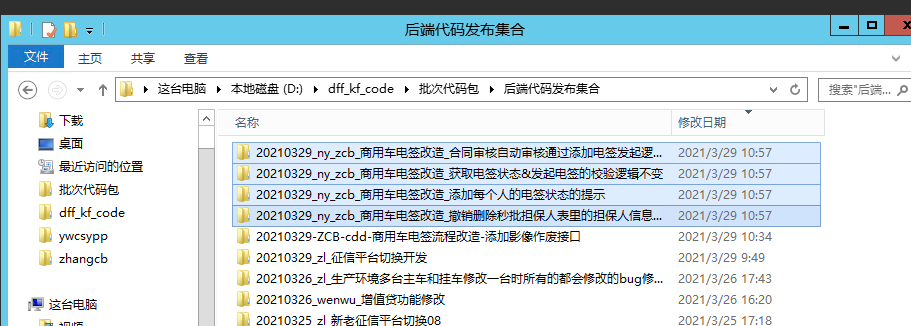 后端代码发布集合
文件 主页 共享 查看
这台电脑 本地磁盘 (D:) dff_kf_code 批次代码包 后端代码发布集合 搜索"后端...
下载
桌面
最近访问的位置
批次代码包
dff_kf_code
ywcsypp
zhangcb
这台电脑
视频
名称 修改日期
20210329_ny_zcb_商用车电签改造_合同审核自动审核通过添加电签发起逻... 2021/3/29 10:57
20210329_ny_zcb_商用车电签改造_获取电签状态&发起电签的校验逻辑不变 2021/3/29 10:57
20210329_ny_zcb_商用车电签改造_添加每个人的电签状态的提示 2021/3/29 10:57
20210329_ny_zcb_商用车电签改造_撤销删除秒批担保人表里的担保人信息... 2021/3/29 10:57
20210329-ZCB-cdd-商用车电签流程改造-添加影像作废接口 2021/3/29 10:34
20210329_zl_征信平台切换开发 2021/3/29 9:49
20210326_zl_生产环境多台主车和挂车修改一台时所有的都会修改的bug修... 2021/3/26 17:43
20210326_wenwu_增值贷功能修改 2021/3/26 16:20
20210325_zl_新老征信平台切换08 2021/3/25 17:18